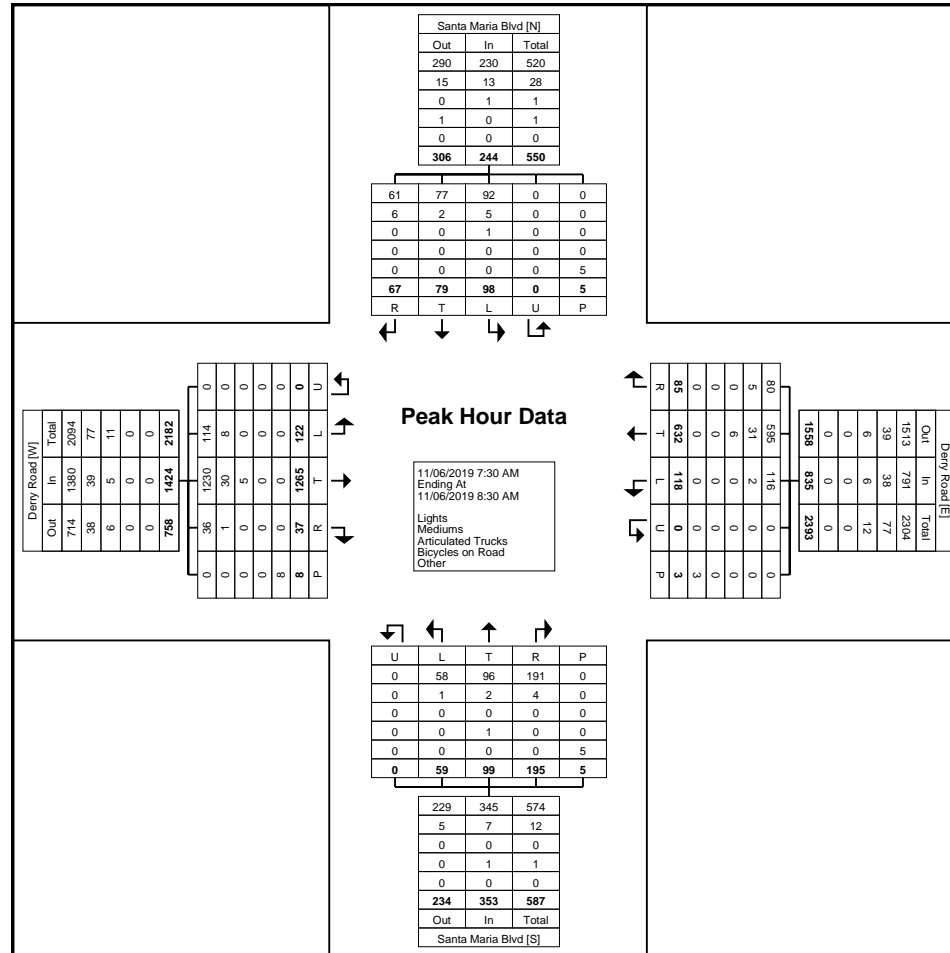 Santa Maria Blvd [N]
Out In Total
290 230 520
15 13 28
0 1 1
1 0 1
0 0 0
306 244 550
61 77 92 0 0
6 2 5 0 0
0 0 1 0 0
0 0 0 0 0
0 0 0 0 5
67 79 98 0 5
R T L U P
Derry Road [W]
Total In Out
2094 1380 714
77 39 38
11 5 6
0 0 0
0 0 0
2182 1424 758
0 114 1230 36 0
0 8 30 1 0
0 0 5 0 0
0 0 0 0 0
0 0 0 0 8
0 122 1265 37 8
U L T R P
Peak Hour Data
11/06/2019 7:30 AM
Ending At
11/06/2019 8:30 AM
Lights
Mediums
Articulated Trucks
Bicycles on Road
Other
R T L U P
85 632 118 0 3
0 0 0 0 3
0 0 0 0 0
0 6 0 0 0
5 31 2 0 0
80 595 116 0 0
1558 835 2393
0 0 0
0 0 0
6 6 12
39 38 77
1513 791 2304
Out In Total
Derry Road [E]
U L T R P
0 58 96 191 0
0 1 2 4 0
0 0 0 0 0
0 0 1 0 0
0 0 0 0 5
0 59 99 195 5
229 345 574
5 7 12
0 0 0
0 1 1
0 0 0
234 353 587
Out In Total
Santa Maria Blvd [S]